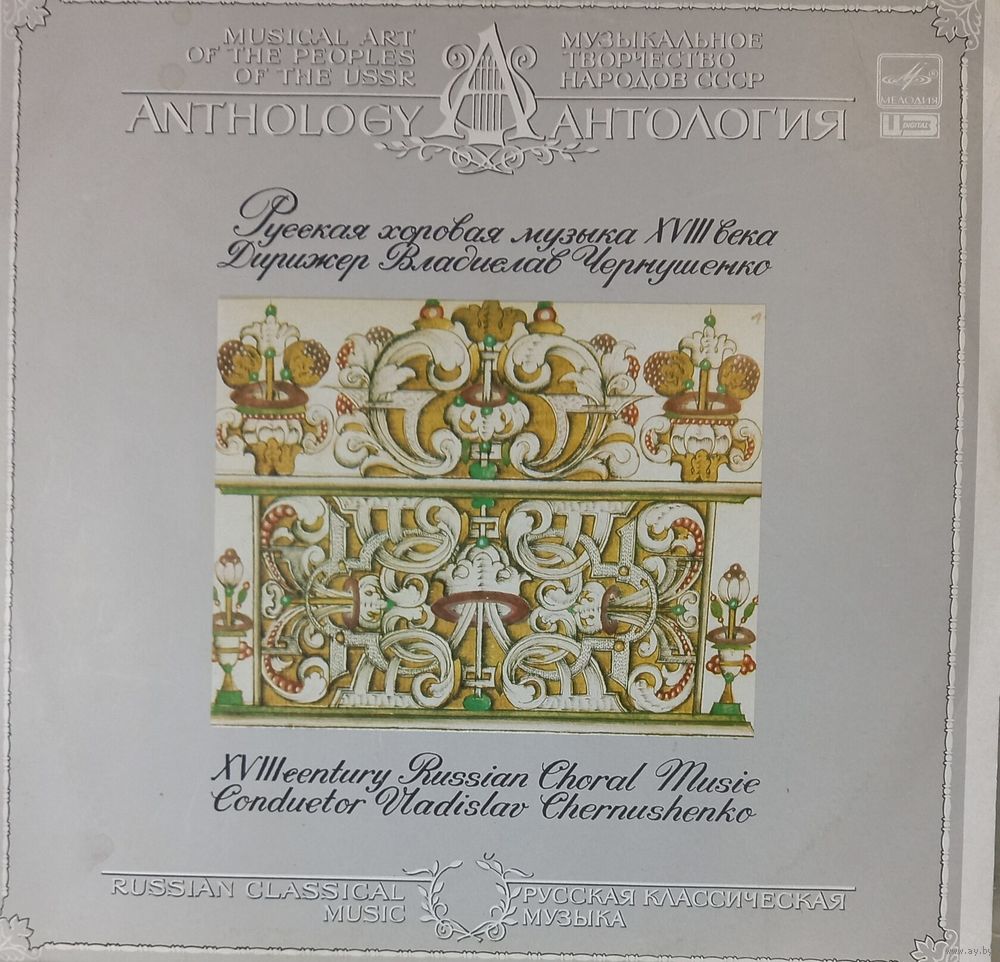 MUSICAL ART
OF THE PEOPLES
OF THE USSR
МУЗЫКАЛЬНОЕ
ТВОРЧЕСТВО
НАРОДОВ СССР
ANTHOLOGY
АНТОЛОГИЯ
МЕЛОДИЯ
DIGITAL
Русская хоровая музыка XVIII века
Дирижер Владислав Чернушенко
XVIII century Russian Choral Music
Conductor Vladislav Chernushenko
RUSSIAN CLASSICAL
MUSIC
РУССКАЯ КЛАССИЧЕСКАЯ
МУЗЫКА
www.ay.by